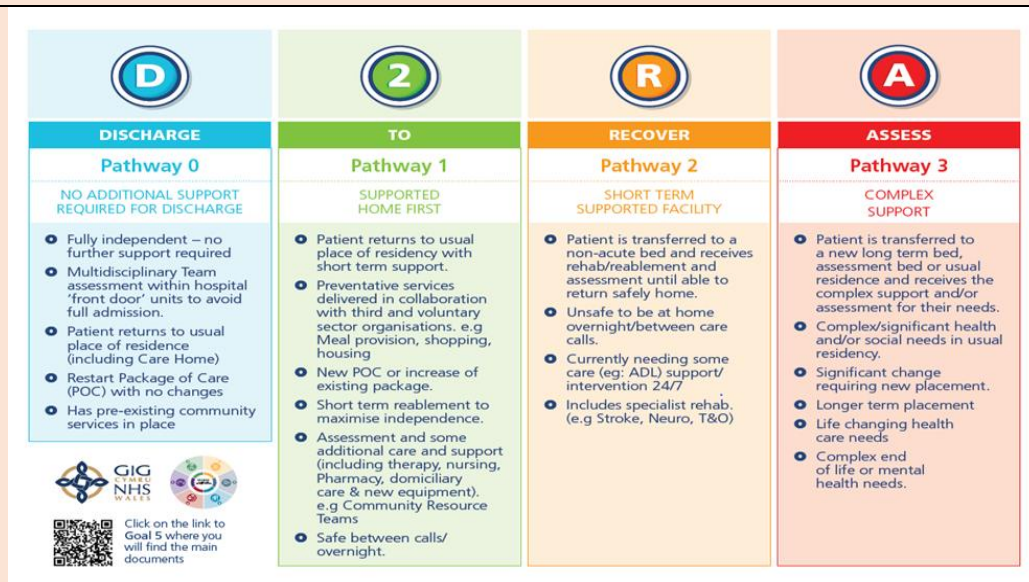 D
DISCHARGE
Pathway 0
NO ADDITIONAL SUPPORT
REQUIRED FOR DISCHARGE
Fully independent – no
further support required
Multidisciplinary Team
assessment within hospital
‘front door’ units to avoid
full admission.
Patient returns to usual
place of residence
(including Care Home)
Restart Package of Care
(POC) with no changes
Has pre-existing community
services in place
GIG
CYMRU
NHS
WALES
Click on the link to
Goal 5 where you
will find the main
documents
2
TO
Pathway 1
SUPPORTED
HOME FIRST
Patient returns to usual
place of residency with
short term support.
Preventative services
delivered in collaboration
with third and voluntary
sector organisations. e.g
Meal provision, shopping,
housing
New POC or increase of
existing package.
Short term reablement to
maximise independence.
Assessment and some
additional care and support
(including therapy, nursing,
Pharmacy, domiciliary
care & new equipment).
e.g Community Resource
Teams
Safe between calls/
overnight.
R
RECOVER
Pathway 2
SHORT TERM
SUPPORTED FACILITY
Patient is transferred to a
non-acute bed and receives
rehab/reablement and
assessment until able to
return safely home.
Unsafe to be at home
overnight/between care
calls.
Currently needing some
care (eg: ADL) support/
intervention 24/7
Includes specialist rehab.
(e.g Stroke, Neuro, T&O)
A
ASSESS
Pathway 3
COMPLEX
SUPPORT
Patient is transferred to
a new long term bed,
assessment bed or usual
residence and receives the
complex support and/or
assessment for their needs.
Complex/significant health
and/or social needs in usual
residency.
Significant change
requiring new placement.
Longer term placement
Life changing health
care needs
Complex end
of life or mental
health needs.